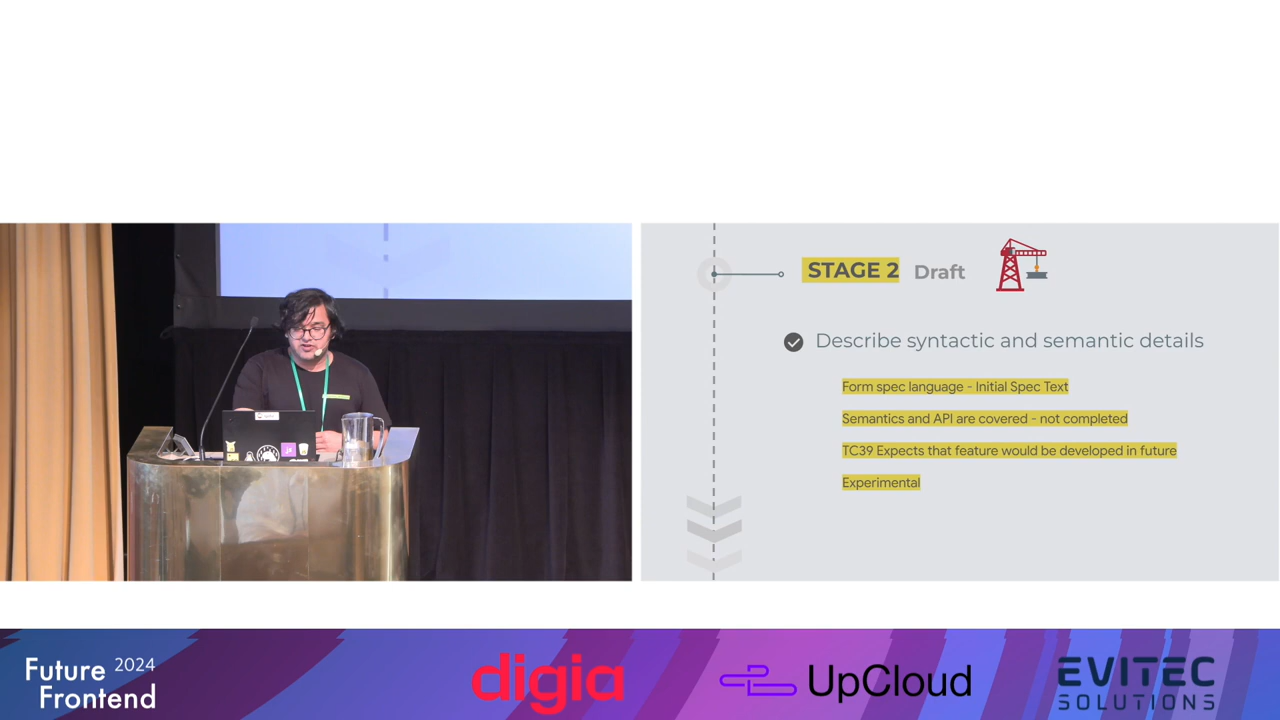 STAGE 2 Draft
Describe syntactic and semantic details
Form spec language - Initial Spec Text
Semantics and API are covered - not completed
TC39 Expects that feature would be developed in future
Experimental
Future 2024
Frontend
digia
UpCloud
EVITEC
SOLUTIONS